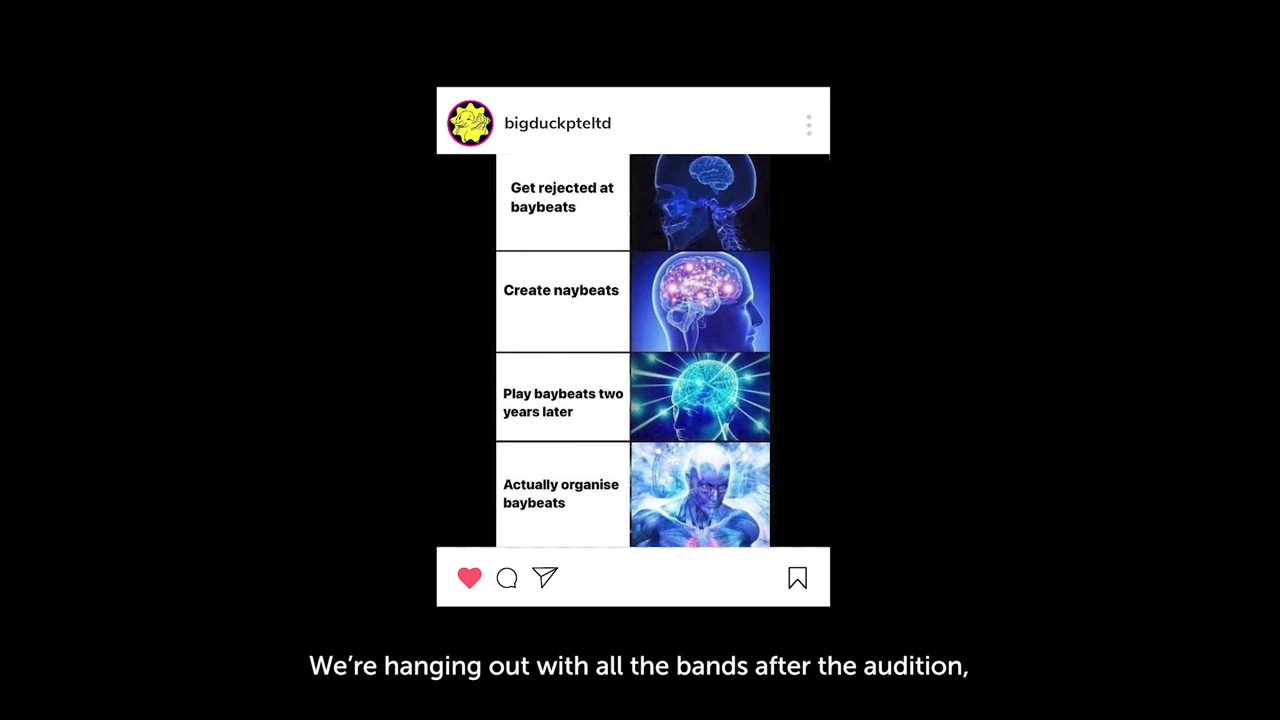 bigduckpteltd
Get rejected at
baybeats
Create naybeats
Play baybeats two
years later
Actually organise
baybeats
We’re hanging out with all the bands after the audition,